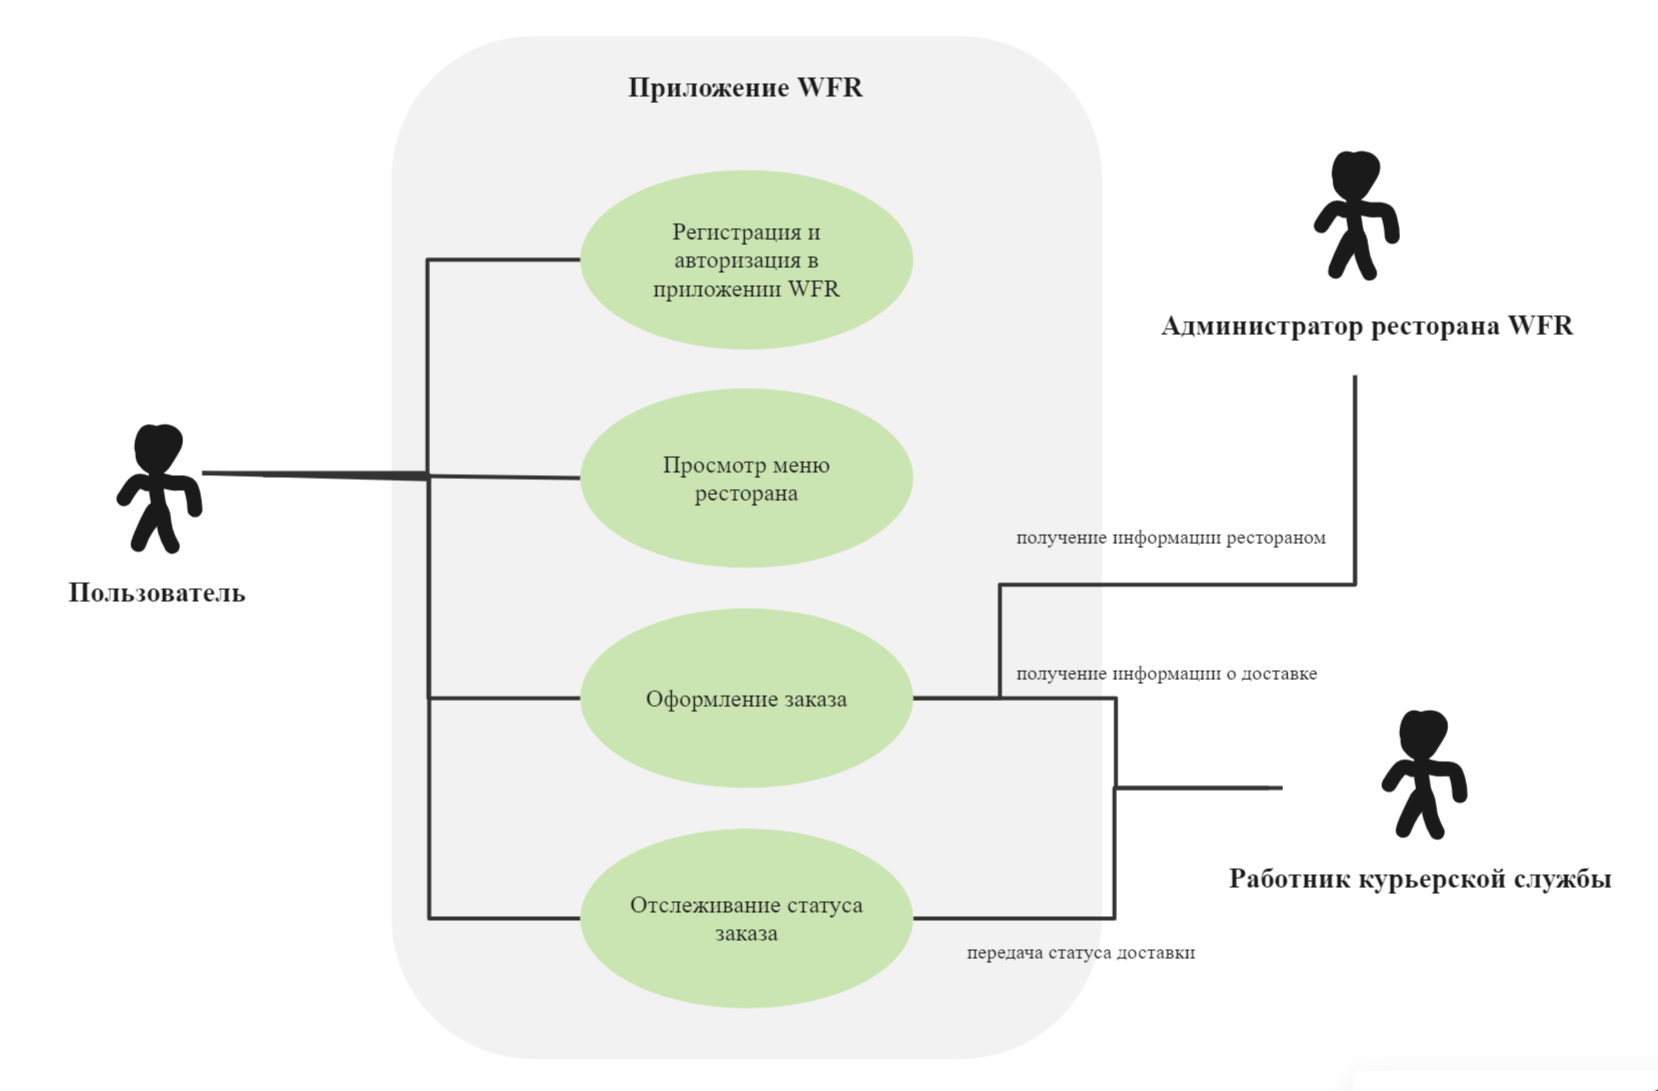 Приложение WFR
Регистрация и
авторизация в
приложении WFR
Администратор ресторана WFR
Просмотр меню
ресторана
получение информации рестораном
Пользователь
получение информации о доставке
Оформление заказа
Работник курьерской службы
Отслеживание статуса
заказа
передача статуса доставки